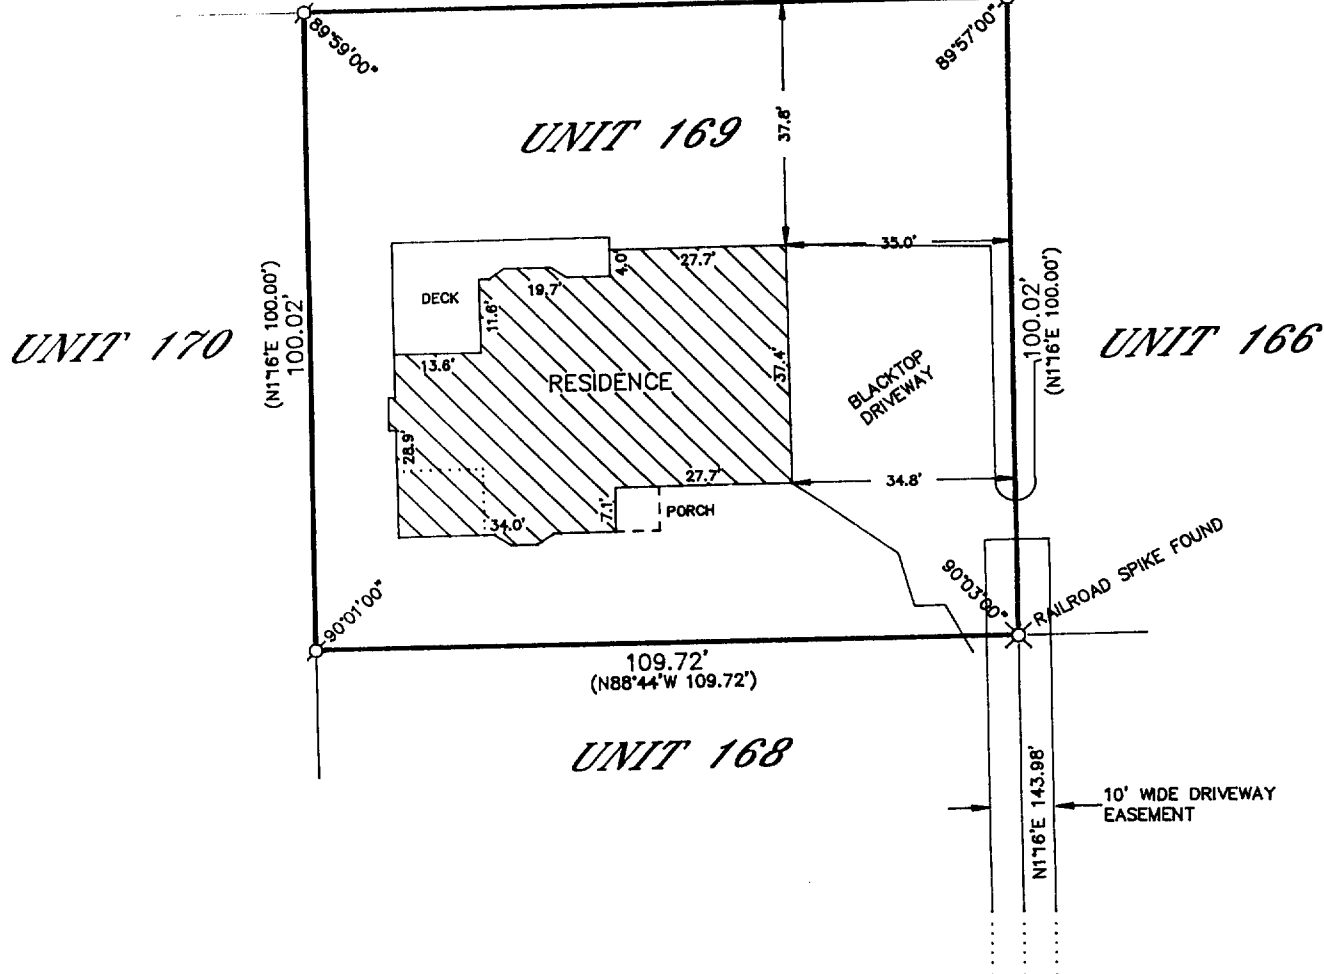 89°59'00"
89°57'00"
UNIT 169
37.8'
35.0'
27.7'
4.0'
19.7'
DECK
11.6'
13.6'
RESIDENCE
37.4'
BLACKTOP
DRIVEWAY
UNIT 170
(N1°16'E 100.00')
100.02'
100.02'
(N1°16'E 100.00')
UNIT 166
28.9'
27.7'
34.8'
34.0'
7.1'
PORCH
90°01'00"
90°03'00"
RAILROAD SPIKE FOUND
109.72'
(N88°44'W 109.72')
UNIT 168
N1°16'E 143.98'
10' WIDE DRIVEWAY
EASEMENT